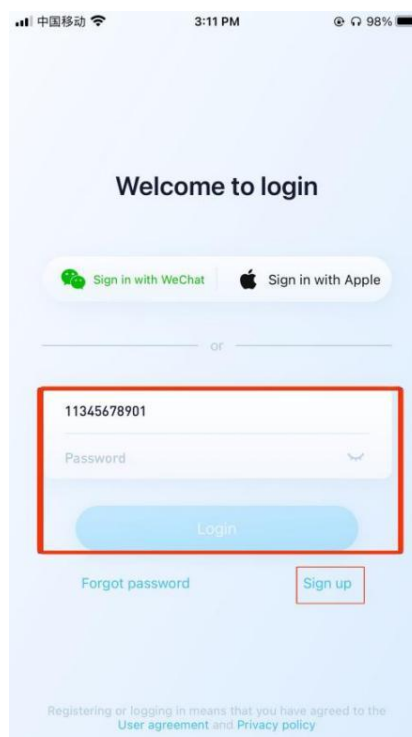 中国移动 3:11 PM 98%
Welcome to login
Sign in with WeChat Sign in with Apple
or
11345678901
Password
Login
Forgot password Sign up
Registering or logging in means that you have agreed to the
User agreement and Privacy policy